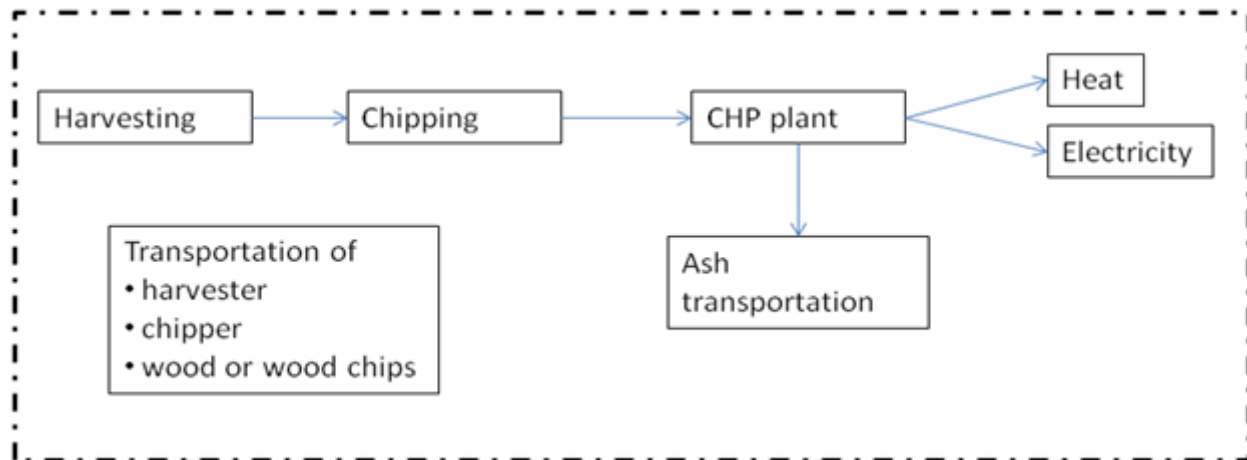 Harvesting
Chipping
CHP plant
Heat
Electricity
Transportation of
• harvester
• chipper
• wood or wood chips
Ash
transportation